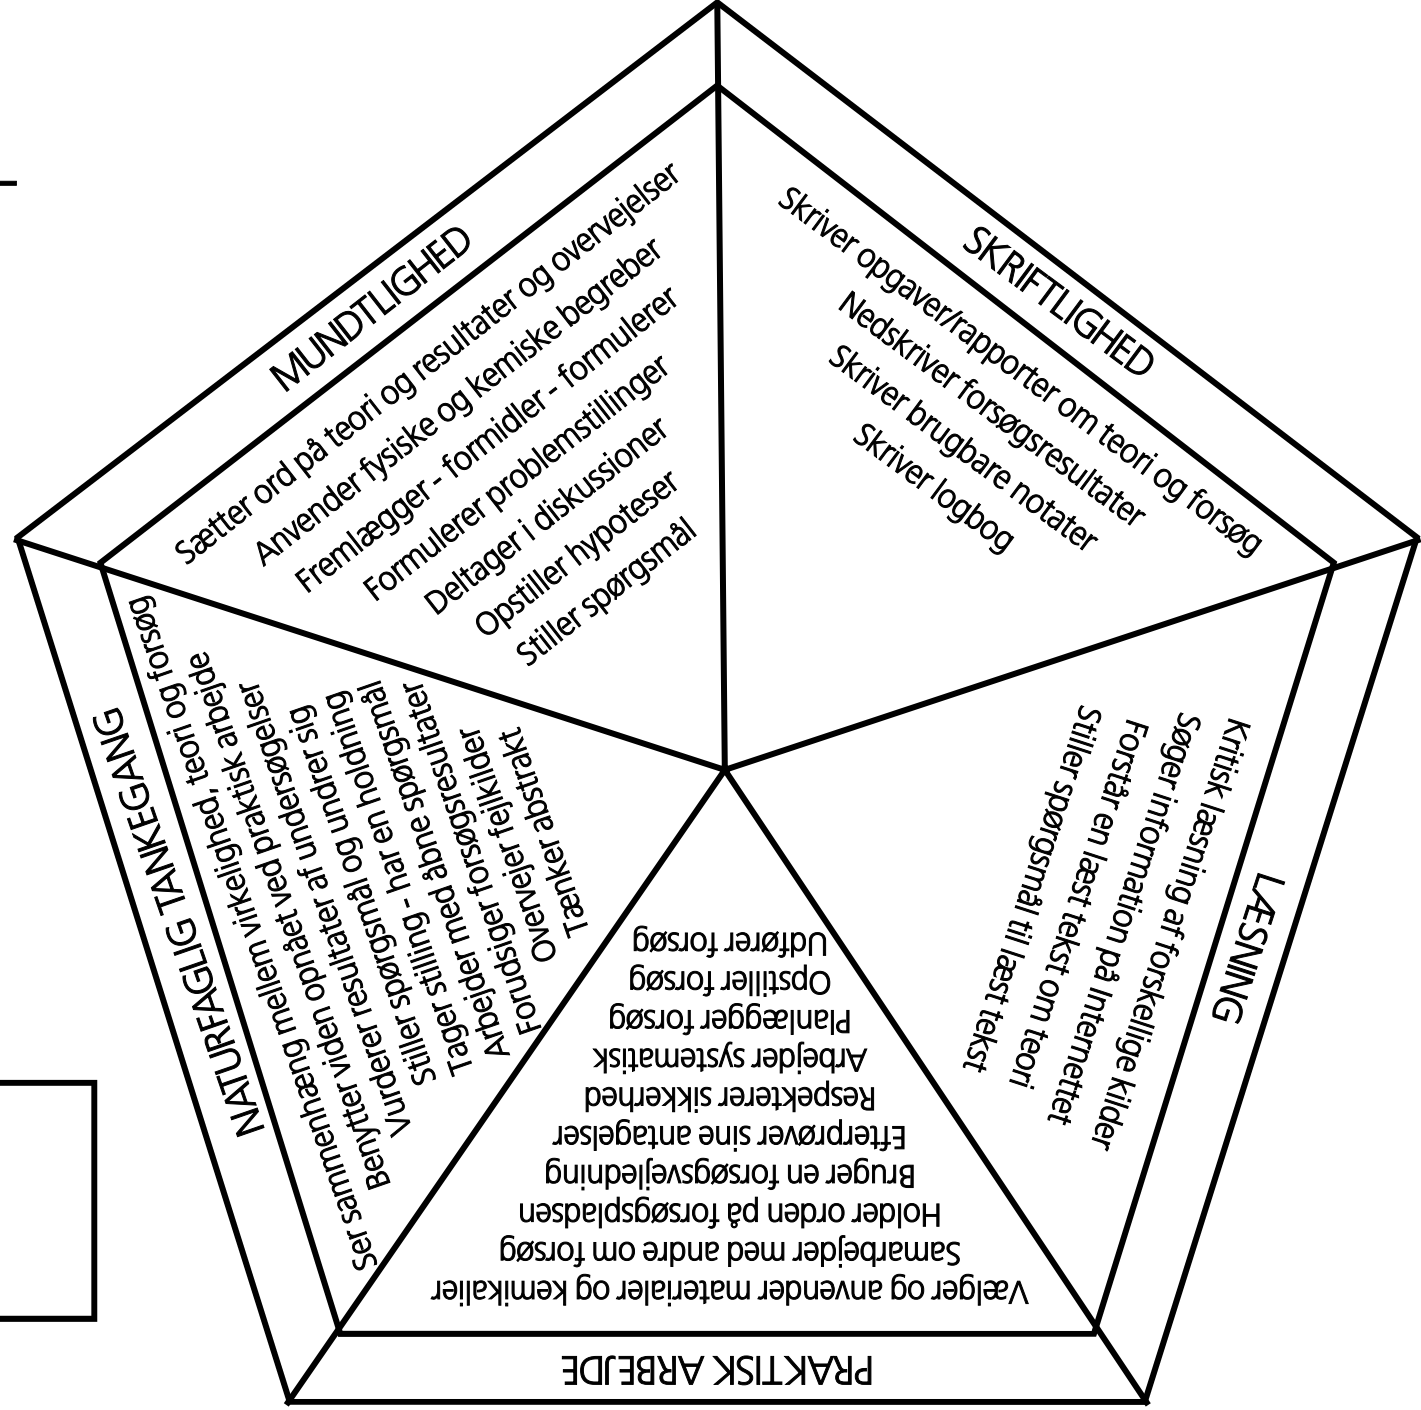 MUNDTLIGHED
Sætter ord på teori og resultater og overvejelser
Anvender fysiske og kemiske begreber
Fremlægger - formidler - formulerer
Formulerer problemstillinger
Deltager i diskussioner
Opstiller hypoteser
Stiller spørgsmål
SKRIFTLIGHED
Skriver opgaver/rapporter om teori og forsøg
Nedskriver forsøgsresultater
Skriver brugbare notater
Skriver logbog
LÆSNING
Kritisk læsning af forskellige kilder
Søger information på Internettet
Forstår en læst tekst om teori
Stiller spørgsmål til læst tekst
PRAKTISK ARBEJDE
Vælger og anvender materialer og kemikalier
Samarbejder med andre om forsøg
Holder orden på forsøgspladsen
Bruger en forsøgsvejledning
Efterprøver sine antagelser
Respekterer sikkerhed
Arbejder systematisk
Planlægger forsøg
Opstiller forsøg
Udfører forsøg
NATURFAGLIG TANKEGANG
Ser sammenhæng mellem virkelighed, teori og forsøg
Benytter viden opnået ved praktisk arbejde
Vurderer resultater af undersøgelser
Stiller spørgsmål og undrer sig
Tager stilling - har en holdning
Arbejder med åbne spørgsmål
Forudsiger forsøgsresultater
Overvejer fejlkilder
Tænker abstrakt